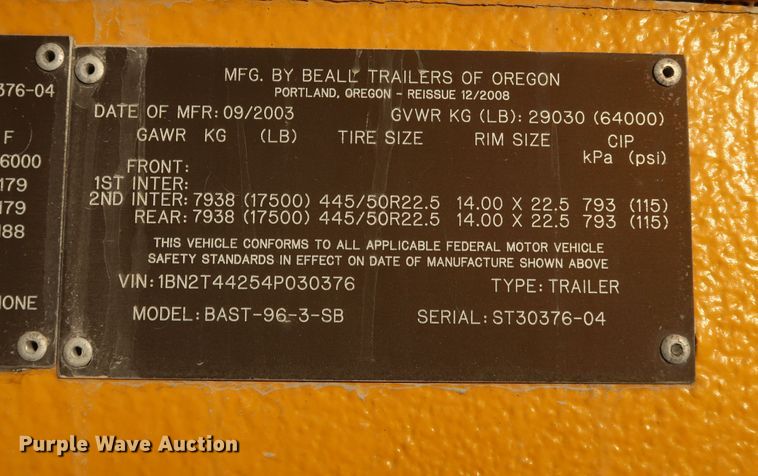 376-04
F
6000
179
179
188
IONE
MFG. BY BEALL TRAILERS OF OREGON
PORTLAND, OREGON - REISSUE 12/2008
DATE OF MFR: 09/2003 GVWR KG (LB): 29030 (64000)
GAWR KG (LB) TIRE SIZE RIM SIZE CIP
kPa (psi)
FRONT:
1ST INTER:
2ND INTER: 7938 (17500) 445/50R22.5 14.00 X 22.5 793 (115)
REAR: 7938 (17500) 445/50R22.5 14.00 X 22.5 793 (115)
THIS VEHICLE CONFORMS TO ALL APPLICABLE FEDERAL MOTOR VEHICLE
SAFETY STANDARDS IN EFFECT ON DATE OF MANUFACTURE SHOWN ABOVE
VIN: 1BN2T44254P030376 TYPE: TRAILER
MODEL: BAST-96-3-SB SERIAL: ST30376-04
Purple Wave Auction